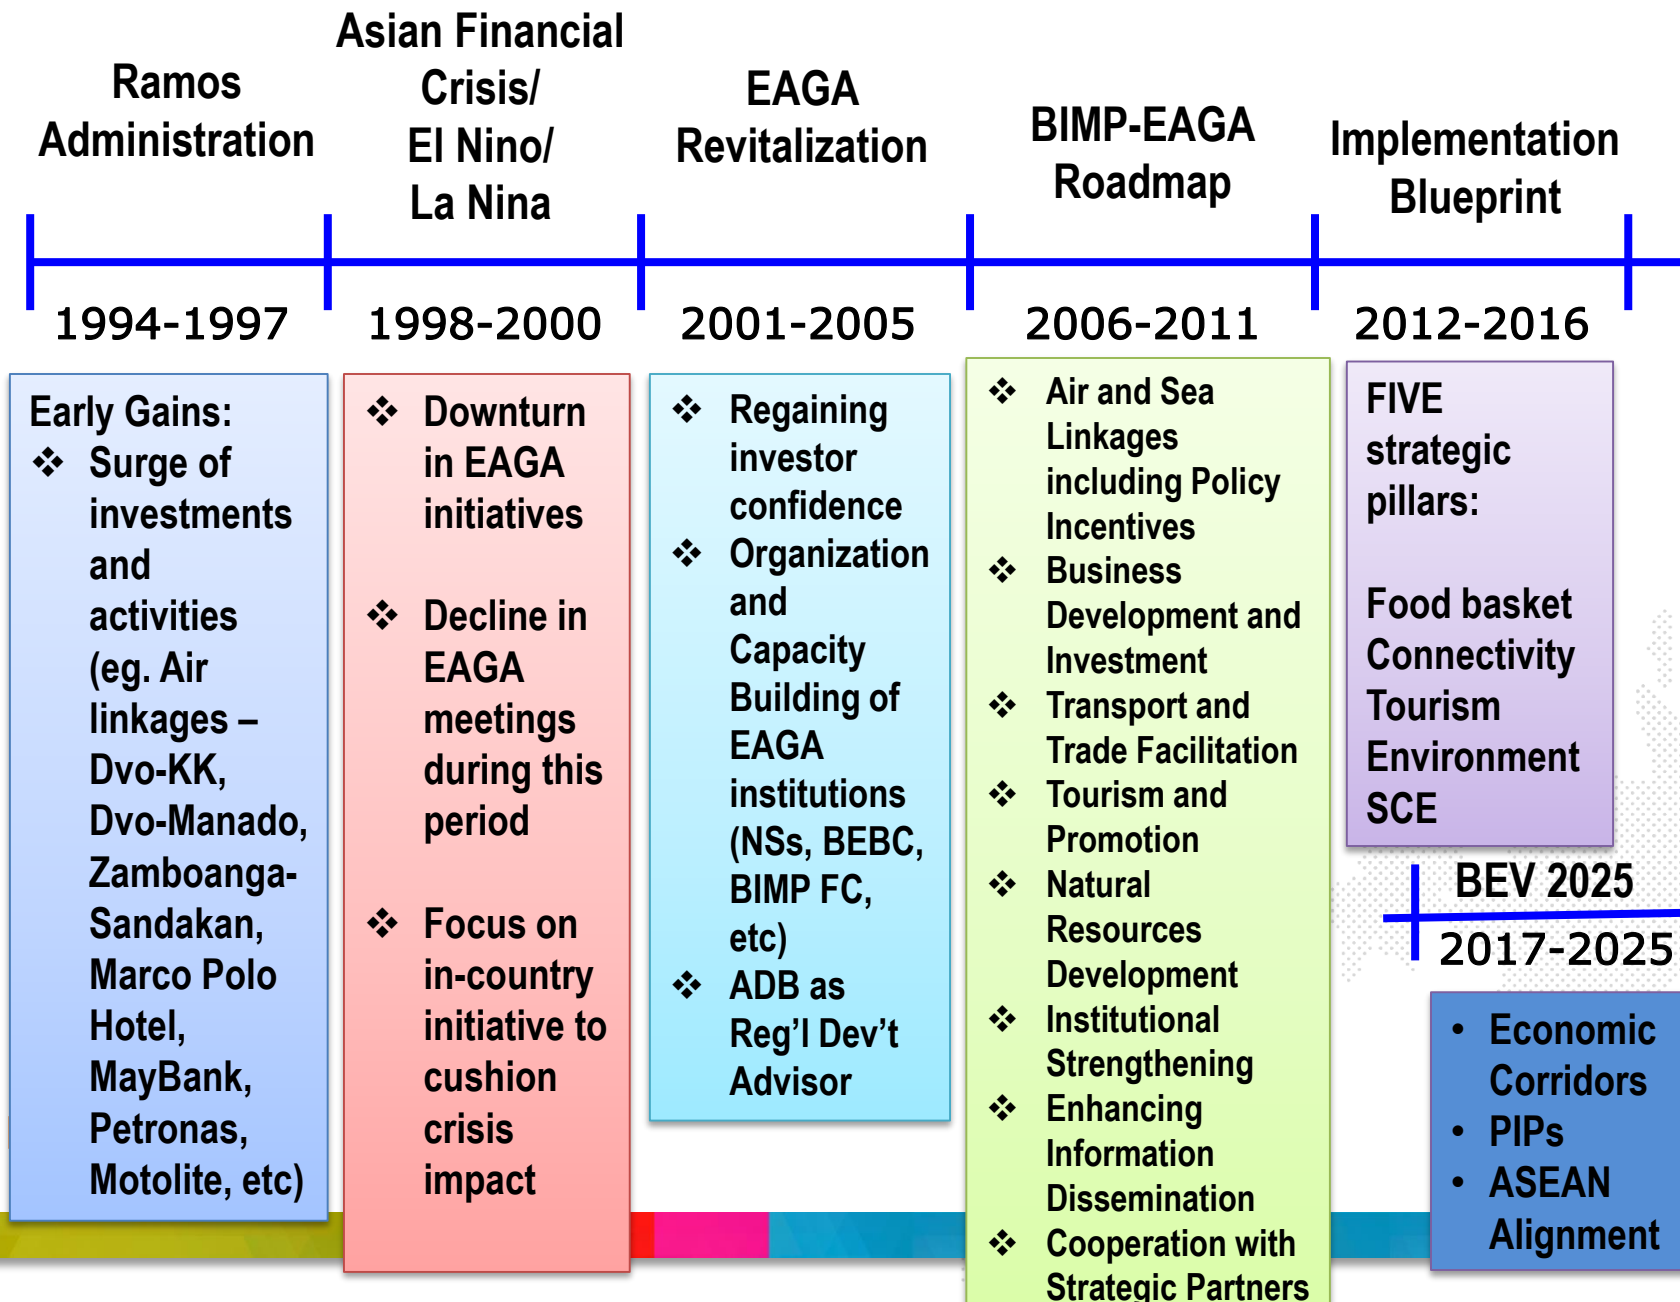 Ramos
Administration
Asian Financial
Crisis/
El Nino/
La Nina
EAGA
Revitalization
BIMP-EAGA
Roadmap
Implementation
Blueprint
1994-1997
1998-2000
2001-2005
2006-2011
2012-2016
Early Gains:
❖ Surge of
investments
and
activities
(eg. Air
linkages –
Dvo-KK,
Dvo-Manado,
Zamboanga-
Sandakan,
Marco Polo
Hotel,
MayBank,
Petronas,
Motolite, etc)
❖ Downturn
in EAGA
initiatives
❖ Decline in
EAGA
meetings
during this
period
❖ Focus on
in-country
initiative to
cushion
crisis
impact
❖ Regaining
investor
confidence
❖ Organization
and
Capacity
Building of
EAGA
institutions
(NSs, BEBC,
BIMP FC,
etc)
❖ ADB as
Reg’l Dev’t
Advisor
❖ Air and Sea
Linkages
including Policy
Incentives
❖ Business
Development and
Investment
❖ Transport and
Trade Facilitation
❖ Tourism and
Promotion
❖ Natural
Resources
Development
❖ Institutional
Strengthening
❖ Enhancing
Information
Dissemination
❖ Cooperation with
Strategic Partners
FIVE
strategic
pillars:
Food basket
Connectivity
Tourism
Environment
SCE
BEV 2025
2017-2025
• Economic
Corridors
• PIPs
• ASEAN
Alignment